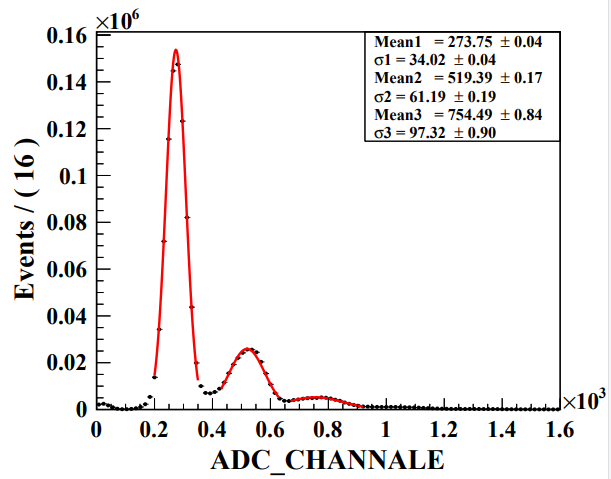 ×10⁶
0.16
0.14
0.12
0.1
0.08
0.06
0.04
0.02
0
Events / ( 16 )
Mean1 = 273.75 ± 0.04
σ1 = 34.02 ± 0.04
Mean2 = 519.39 ± 0.17
σ2 = 61.19 ± 0.19
Mean3 = 754.49 ± 0.84
σ3 = 97.32 ± 0.90
0 0.2 0.4 0.6 0.8 1 1.2 1.4 1.6
×10³
ADC_CHANNALE